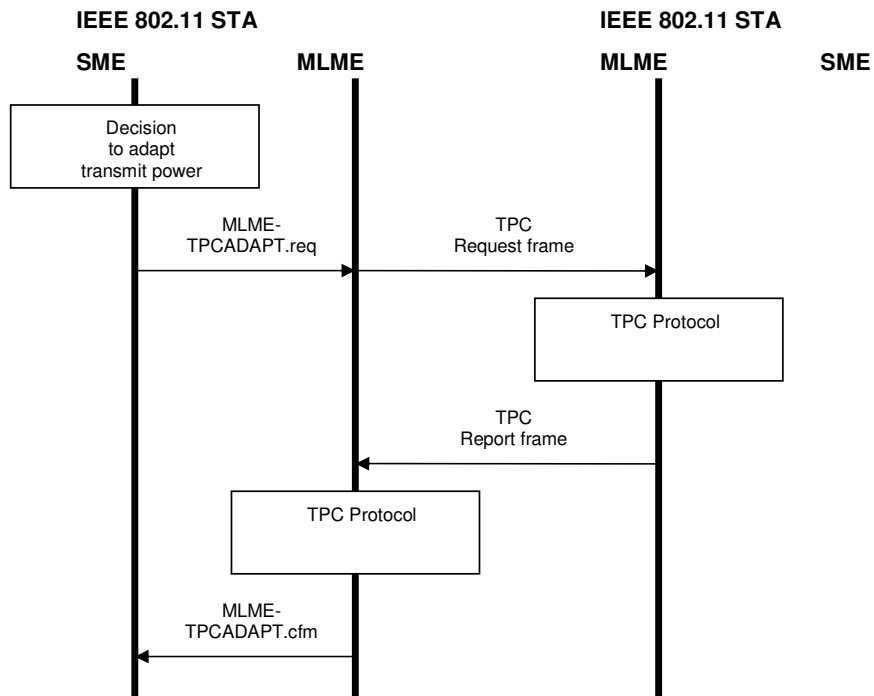 IEEE 802.11 STA
IEEE 802.11 STA
SME
MLME
MLME
SME
Decision
to adapt
transmit power
MLME-
TPCADAPT.req
TPC
Request frame
TPC Protocol
TPC
Report frame
TPC Protocol
MLME-
TPCADAPT.cfm